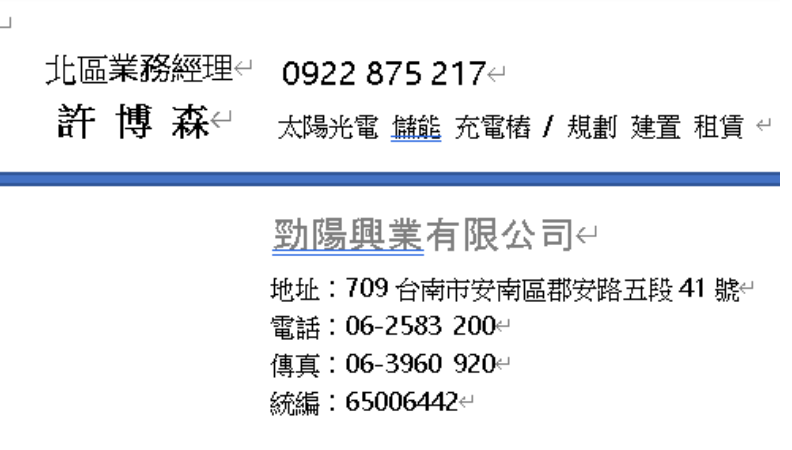 北區業務經理 0922 875 217
許 博 森 太陽光電 儲能 充電樁 / 規劃 建置 租賃
勁陽興業有限公司
地址：709 台南市安南區郡安路五段 41 號
電話：06-2583 200
傳真：06-3960 920
統編：65006442